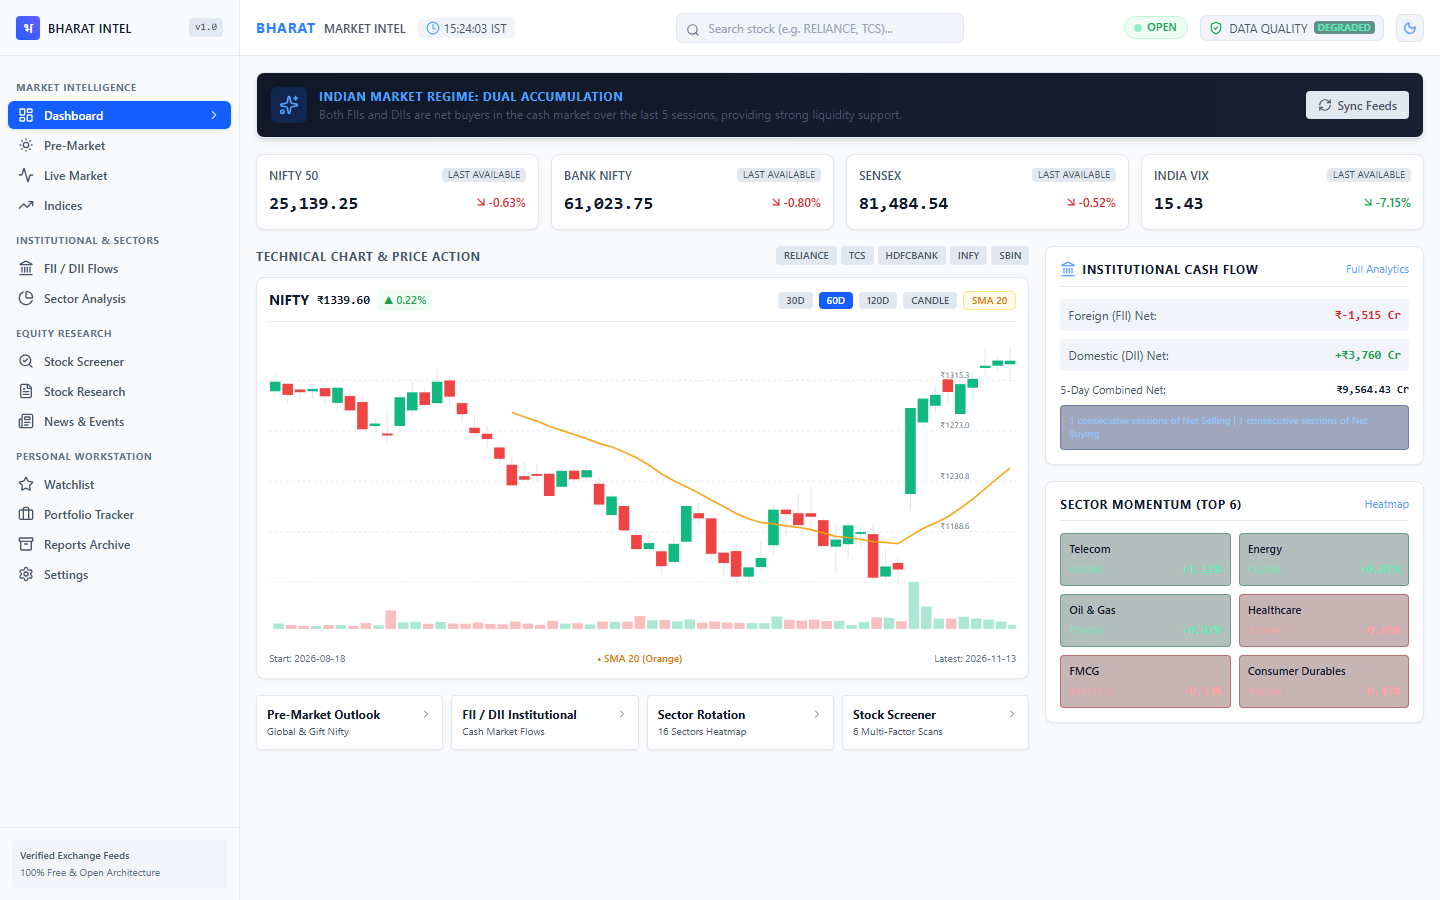 भ BHARAT INTEL v1.0
MARKET INTELLIGENCE
Dashboard
Pre-Market
Live Market
Indices
INSTITUTIONAL & SECTORS
FII / DII Flows
Sector Analysis
EQUITY RESEARCH
Stock Screener
Stock Research
News & Events
PERSONAL WORKSTATION
Watchlist
Portfolio Tracker
Reports Archive
Settings
Verified Exchange Feeds
100% Free & Open Architecture
BHARAT MARKET INTEL 15:24:03 IST
Search stock (e.g. RELIANCE, TCS)...
OPEN
DATA QUALITY DEGRADED
INDIAN MARKET REGIME: DUAL ACCUMULATION
Both FIIs and DIIs are net buyers in the cash market over the last 5 sessions, providing strong liquidity support.
Sync Feeds
NIFTY 50 LAST AVAILABLE
25,139.25 -0.63%
BANK NIFTY LAST AVAILABLE
61,023.75 -0.80%
SENSEX LAST AVAILABLE
81,484.54 -0.52%
INDIA VIX LAST AVAILABLE
15.43 -7.15%
TECHNICAL CHART & PRICE ACTION
RELIANCE TCS HDFCBANK INFY SBIN
NIFTY ₹1339.60 ▲ 0.22%
30D 60D 120D CANDLE SMA 20
₹1315.3
₹1273.0
₹1230.8
₹1188.6
Start: 2026-08-18 • SMA 20 (Orange) Latest: 2026-11-13
Pre-Market Outlook
Global & Gift Nifty
FII / DII Institutional
Cash Market Flows
Sector Rotation
16 Sectors Heatmap
Stock Screener
6 Multi-Factor Scans
INSTITUTIONAL CASH FLOW Full Analytics
Foreign (FII) Net: ₹-1,515 Cr
Domestic (DII) Net: +₹3,760 Cr
5-Day Combined Net: ₹9,564.43 Cr
1 consecutive sessions of Net Selling | 1 consecutive sessions of Net
Buying
SECTOR MOMENTUM (TOP 6) Heatmap
Telecom
Energy
Oil & Gas
Healthcare
FMCG
Consumer Durables